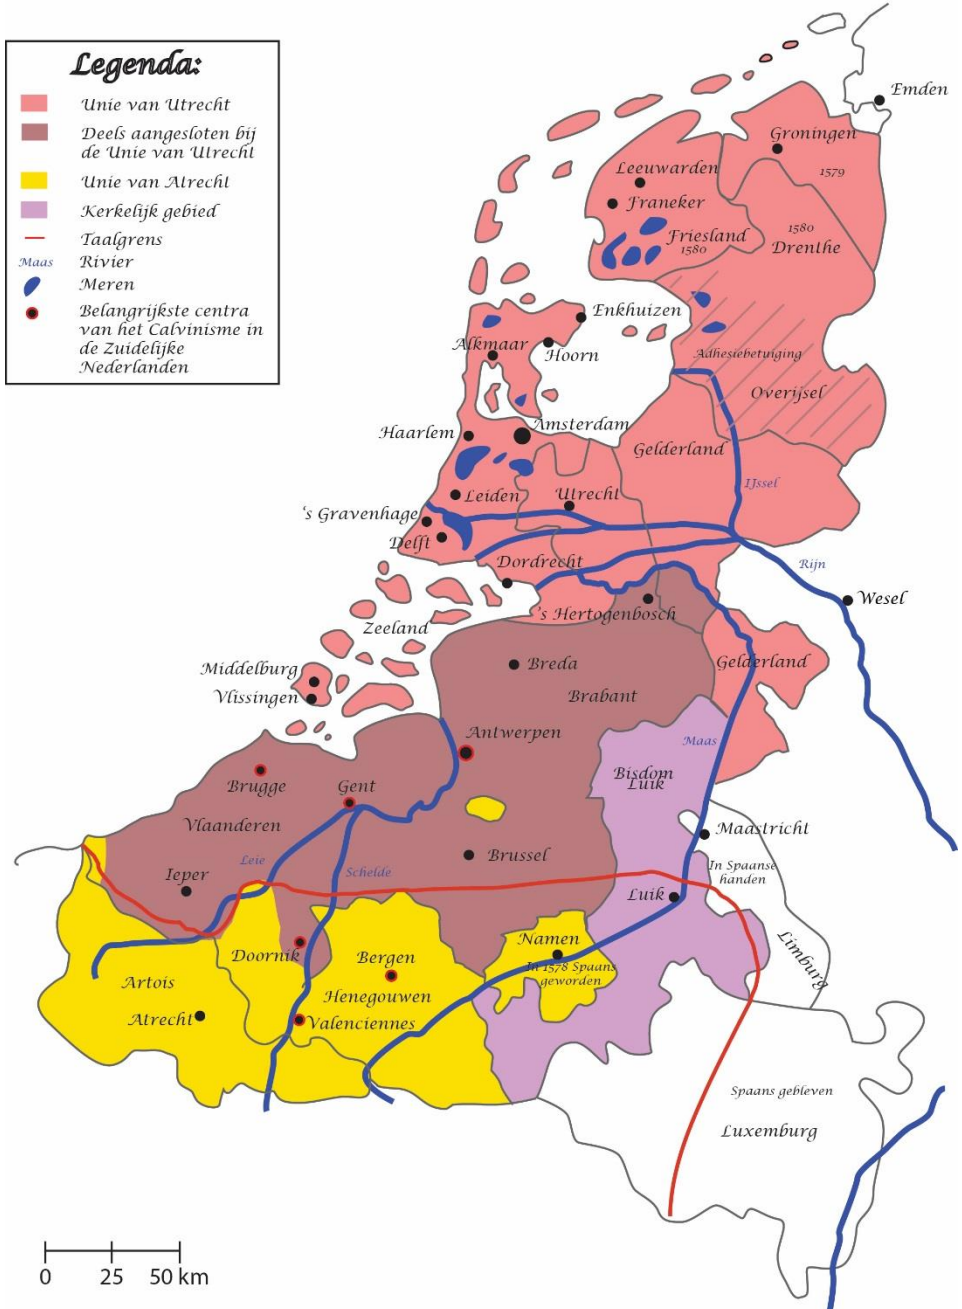 Legenda:
Unie van Utrecht
Deels aangesloten bij
de Unie van Utrecht
Unie van Atrecht
Kerkelijk gebied
Taalgrens
Maas
Rivier
Meren
Belangrijkste centra
van het Calvinisme in
de Zuidelijke
Nederlanden
Emden
Groningen
1579
Leeuwarden
Franeker
Friesland
1580
1580
Drenthe
Enkhuizen
Hoorn
Alkmaar
Adhesiebetuiging
Overijsel
Haarlem
Amsterdam
Gelderland
Leiden
Utrecht
IJssel
's Gravenhage
Delft
Dordrecht
Rijn
Wesel
's Hertogenbosch
Zeeland
Middelburg
Vlissingen
Breda
Brabant
Gelderland
Antwerpen
Maas
Bisdom
Luik
Brugge
Gent
Vlaanderen
Maastricht
Leie
Schelde
Brussel
Ieper
In Spaanse
handen
Luik
Limburg
Doornik
Bergen
Namen
In 1578 Spaans
geworden
Artois
Henegouwen
Atrecht
Valenciennes
Spaans gebleven
Luxemburg
0 25 50 km